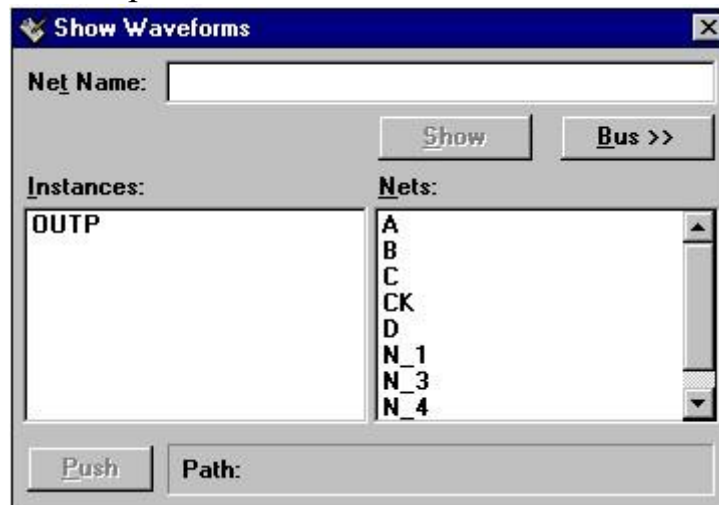 Show Waveforms
Net Name:
Show
Bus >>
Instances:
Nets:
OUTP
A
B
C
CK
D
N_1
N_3
N_4
Push
Path: